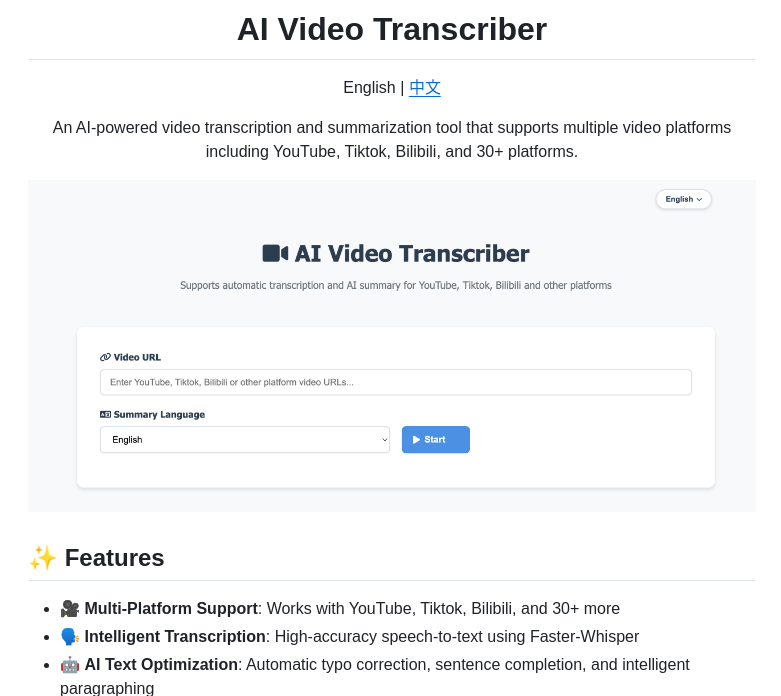 AI Video Transcriber
English | 中文
An AI-powered video transcription and summarization tool that supports multiple video platforms
including YouTube, Tiktok, Bilibili, and 30+ platforms.
English
AI Video Transcriber
Supports automatic transcription and AI summary for YouTube, Tiktok, Bilibili and other platforms
Video URL
Enter YouTube, Tiktok, Bilibili or other platform video URLs...
Summary Language
English
Start
✨ Features
🎥 Multi-Platform Support: Works with YouTube, Tiktok, Bilibili, and 30+ more
🗣️ Intelligent Transcription: High-accuracy speech-to-text using Faster-Whisper
🤖 AI Text Optimization: Automatic typo correction, sentence completion, and intelligent
paragraphing